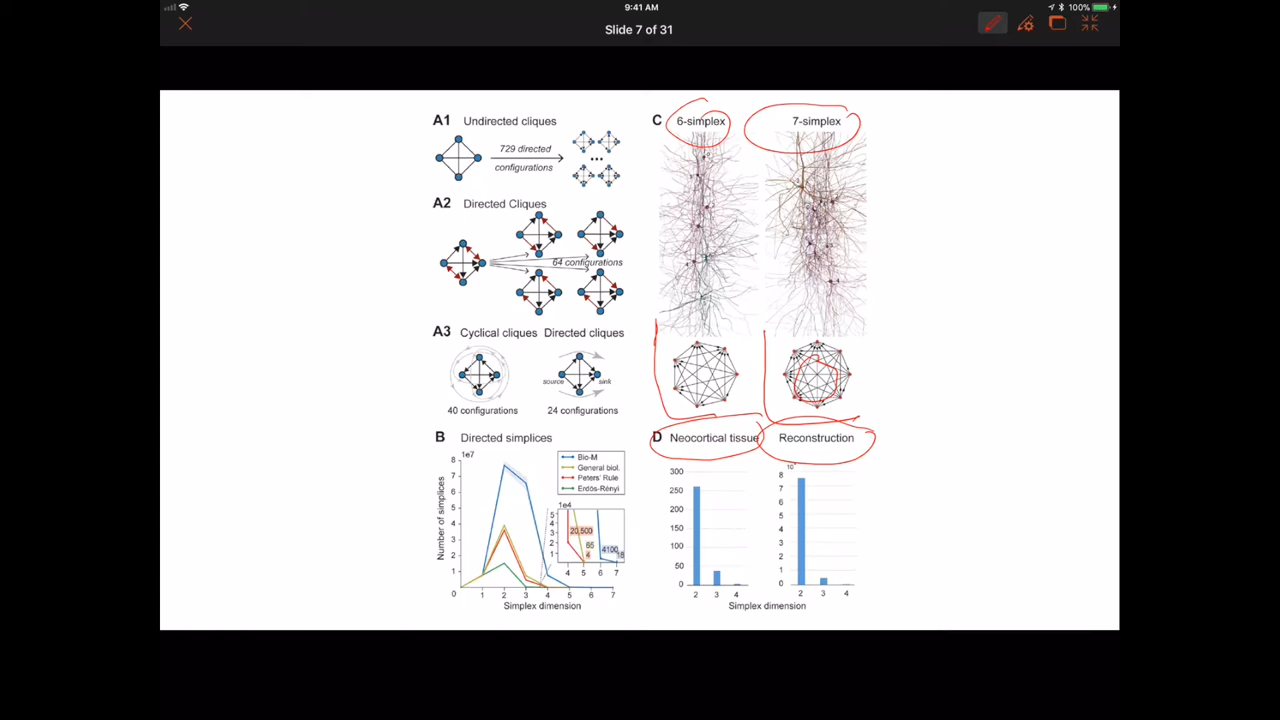 9:41 AM
100%
Slide 7 of 31
A1 Undirected cliques
729 directed
configurations
A2 Directed Cliques
64 configurations
A3 Cyclical cliques Directed cliques
source sink
40 configurations 24 configurations
B Directed simplices
1e7
Number of simplices
8
7
6
5
4
3
2
1
0 1 2 3 4 5 6 7
Simplex dimension
Bio-M
General biol.
Peters' Rule
Erdős-Rényi
1e4
5
4
3
2
1
20,500
65
4
4100
18
4 5 6 7
C 6-simplex 7-simplex
D Neocortical tissue Reconstruction
300
250
200
150
100
50
0
2 3 4
8
7
6
5
4
3
2
1
0
2 3 4
Simplex dimension